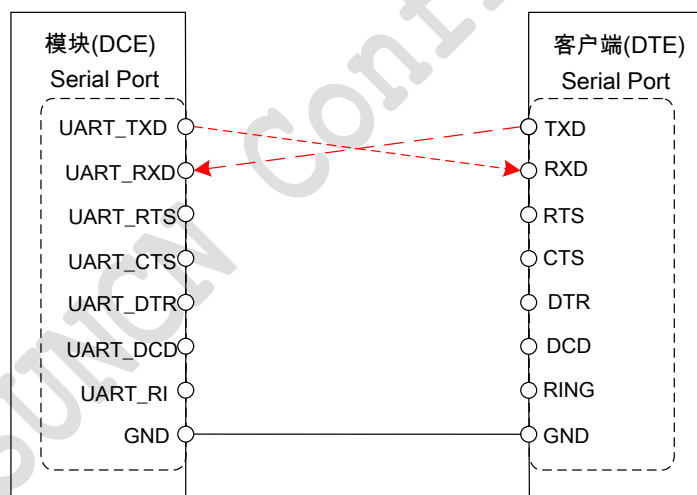 模块(DCE)
Serial Port
UART_TXD
UART_RXD
UART_RTS
UART_CTS
UART_DTR
UART_DCD
UART_RI
GND
客户端(DTE)
Serial Port
TXD
RXD
RTS
CTS
DTR
DCD
RING
GND